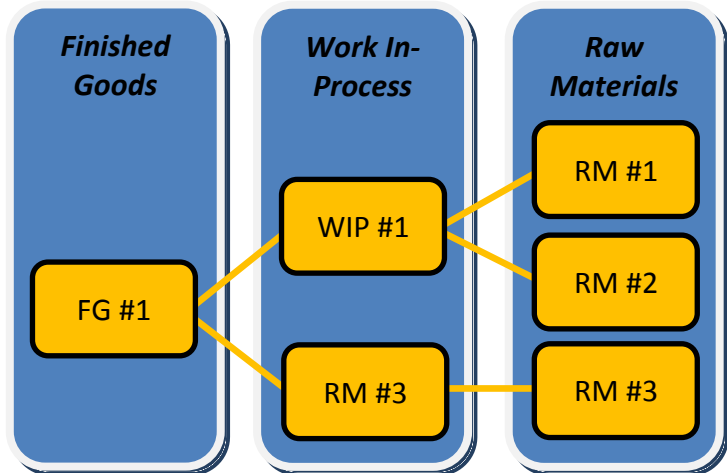 Finished
Goods
FG #1
Work In-
Process
WIP #1
RM #3
Raw
Materials
RM #1
RM #2
RM #3